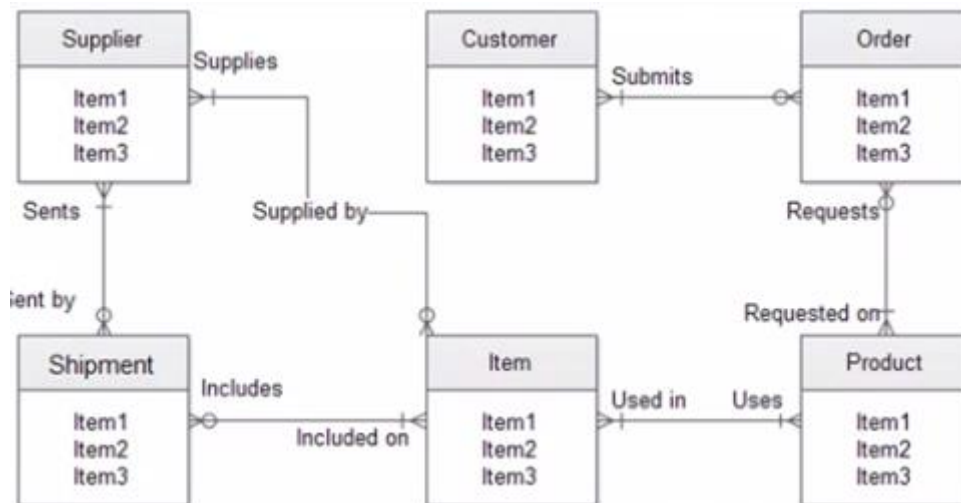 Supplier
Item1
Item2
Item3
Supplies
Customer
Item1
Item2
Item3
Submits
Order
Item1
Item2
Item3
Sents
Supplied by
Requests
Sent by
Requested on
Shipment
Item1
Item2
Item3
Includes
Included on
Item
Item1
Item2
Item3
Used in
Uses
Product
Item1
Item2
Item3